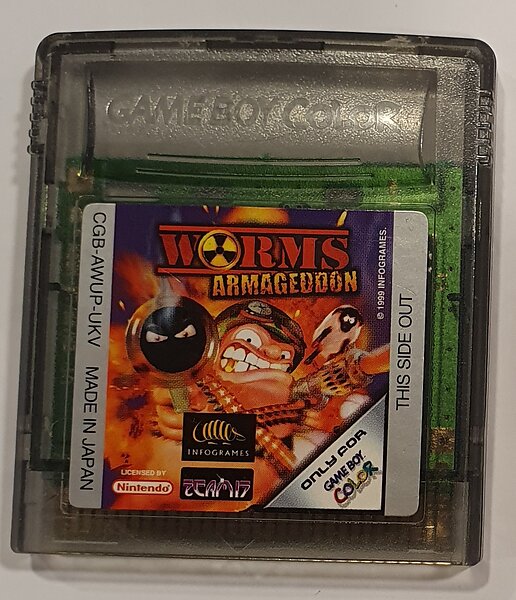 GAME BOY COLOR
CGB-AWUP-UKV MADE IN JAPAN
WORMS
ARMAGEDDON
© 1999 INFOGRAMES.
THIS SIDE OUT
INFOGRAMES
LICENSED BY
Nintendo
TEAM17
ONLY FOR
GAME BOY
COLOR